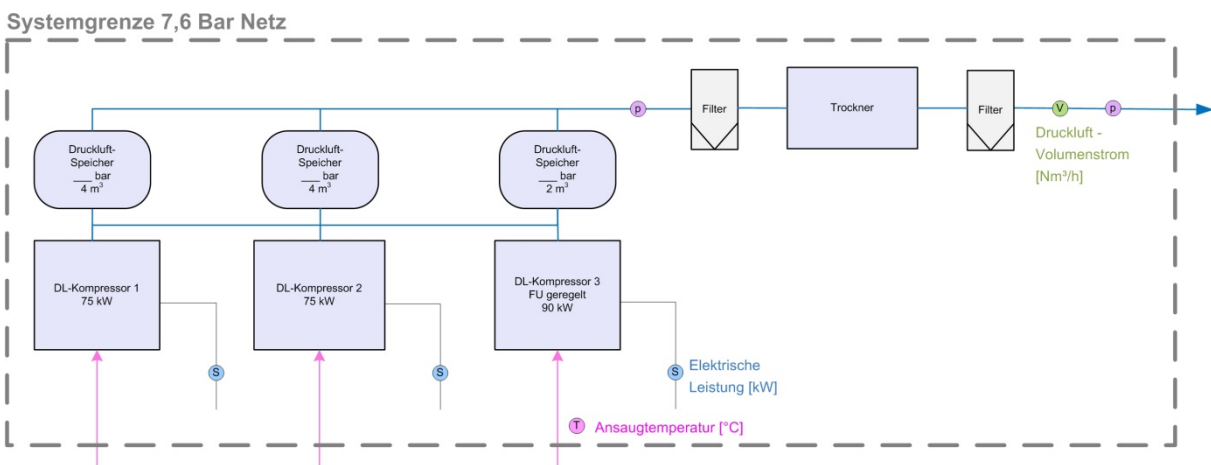 Systemgrenze 7,6 Bar Netz
p
Filter
Trockner
Filter
V
p
Druckluft -
Volumenstrom
[Nm³/h]
Druckluft-
Speicher
___ bar
4 m³
Druckluft-
Speicher
___ bar
4 m³
Druckluft-
Speicher
___ bar
2 m³
DL-Kompressor 1
75 kW
DL-Kompressor 2
75 kW
DL-Kompressor 3
FU geregelt
90 kW
S
S
S
Elektrische
Leistung [kW]
T
Ansaugtemperatur [°C]